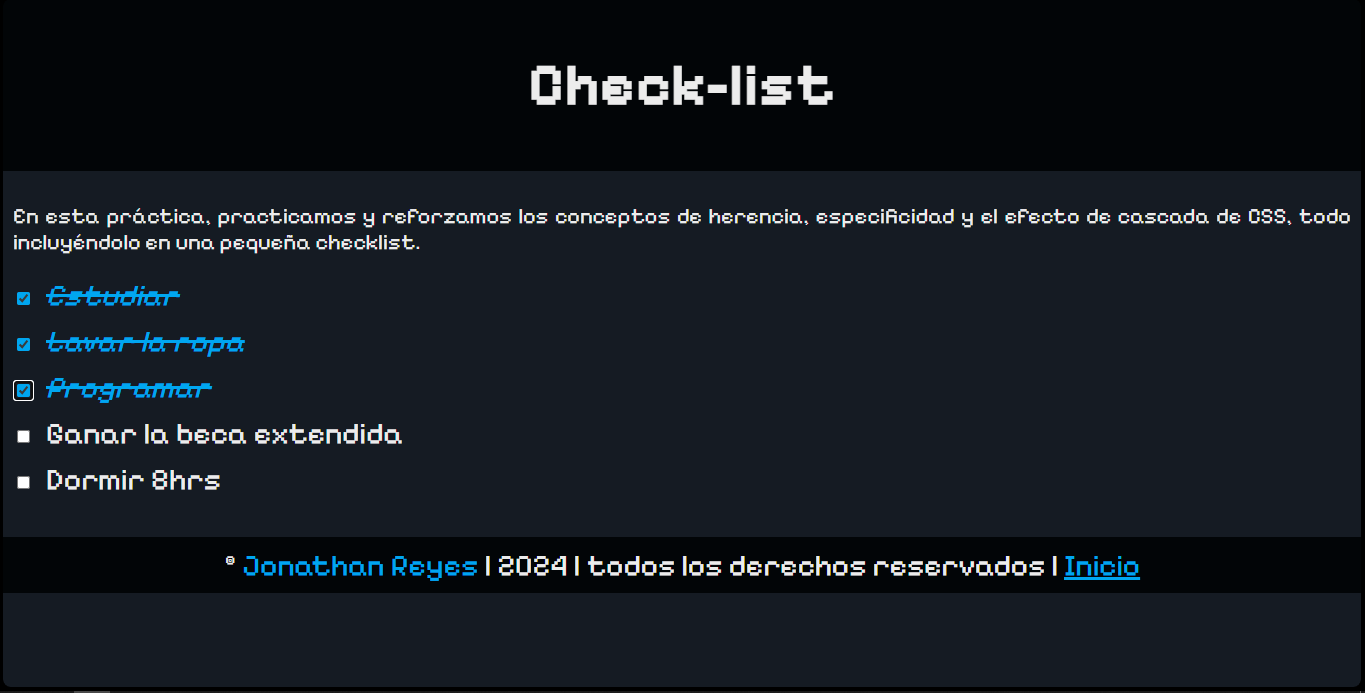 Check-list
En esta práctica, practicamos y reforzamos los conceptos de herencia, especificidad y el efecto de cascada de CSS, todo
incluyéndolo en una pequeña checklist.
Estudiar
Lavar la ropa
Programar
Ganar la beca extendida
Dormir 8hrs
© Jonathan Reyes | 2024 | todos los derechos reservados | Inicio